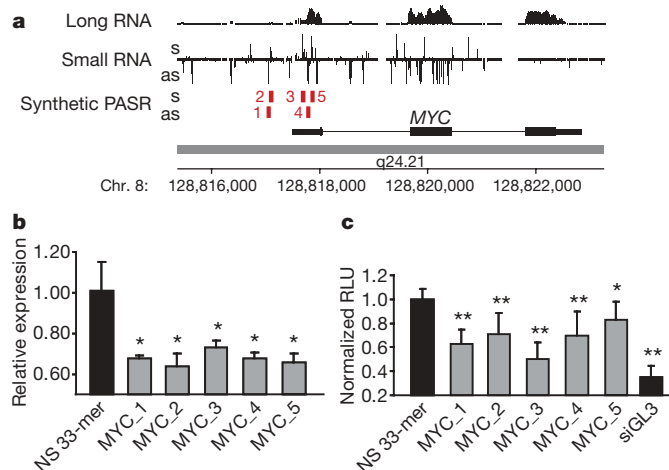 a
Long RNA
Small RNA
s
as
Synthetic PASR
s
as
2
3
5
1
4
MYC
q24.21
Chr. 8:
128,816,000
128,818,000
128,820,000
128,822,000
b
Relative expression
1.20
1.00
0.80
0.60
*
*
*
*
*
NS 33-mer
MYC_1
MYC_2
MYC_3
MYC_4
MYC_5
c
Normalized RLU
1.2
1.0
0.8
0.6
0.4
0.2
**
**
**
**
*
**
NS 33-mer
MYC_1
MYC_2
MYC_3
MYC_4
MYC_5
siGL3